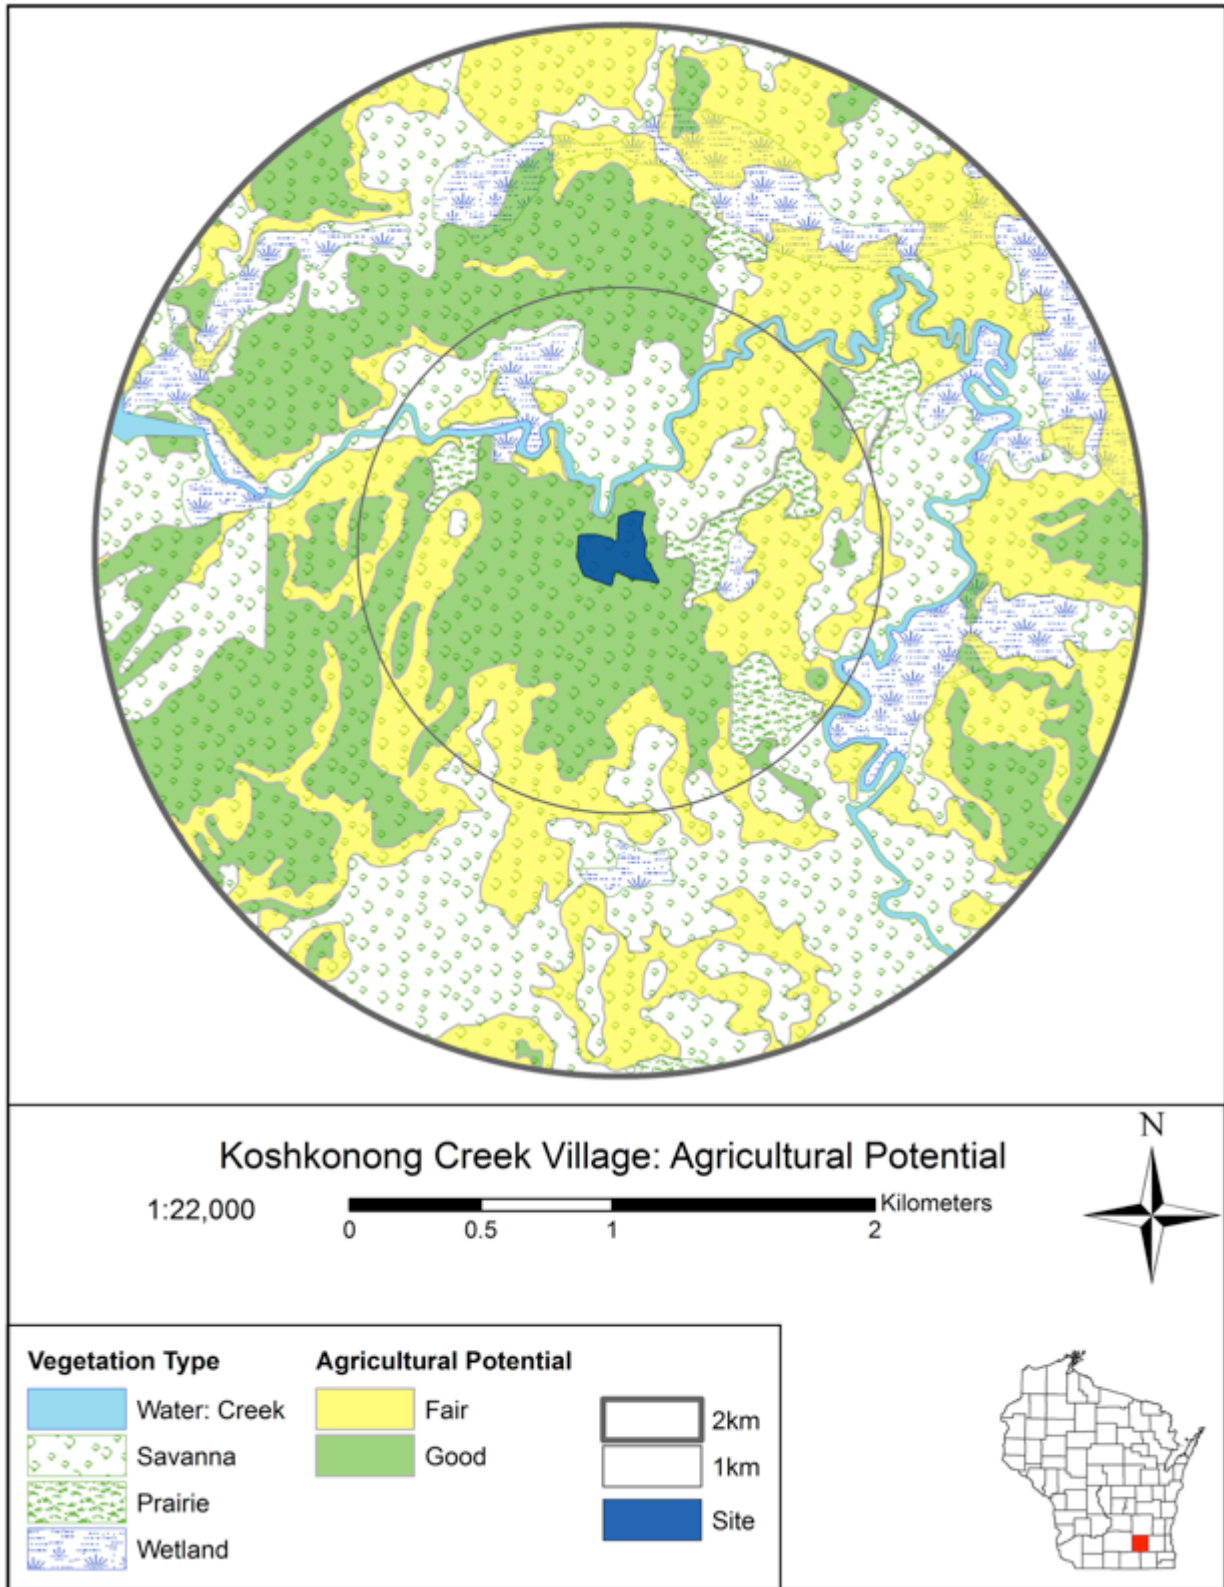 Koshkonong Creek Village: Agricultural Potential
N
1:22,000
Kilometers
0 0.5 1 2
Vegetation Type
Water: Creek
Savanna
Prairie
Wetland
Agricultural Potential
Fair
Good
2km
1km
Site